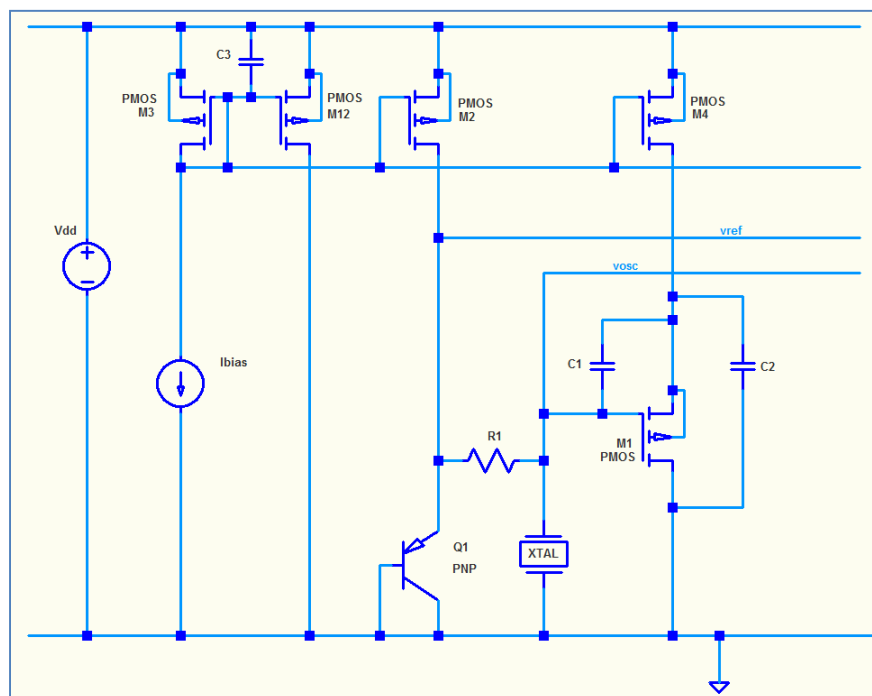 C3
PMOS
M3
PMOS
M12
PMOS
M2
PMOS
M4
Vdd
vref
vosc
Ibias
C1
C2
R1
M1
PMOS
Q1
PNP
XTAL